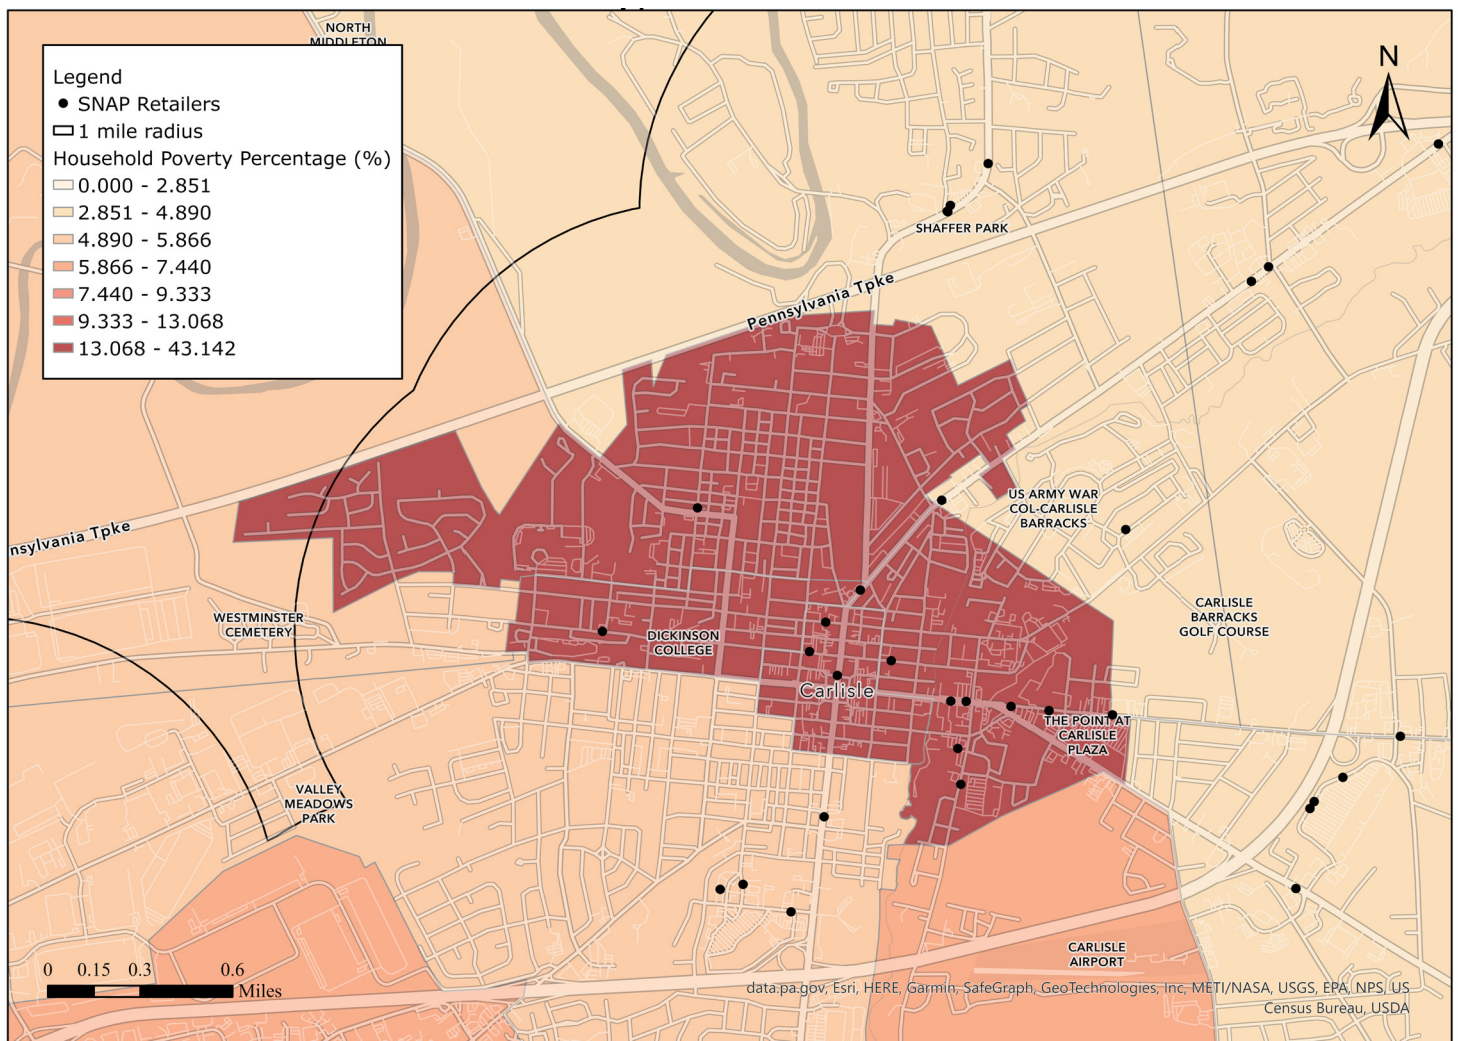 NORTH
MIDDLETON
N
Legend
SNAP Retailers
1 mile radius
Household Poverty Percentage (%)
0.000 - 2.851
2.851 - 4.890
4.890 - 5.866
5.866 - 7.440
7.440 - 9.333
9.333 - 13.068
13.068 - 43.142
SHAFFER PARK
Pennsylvania Tpke
nsylvania Tpke
US ARMY WAR
COL-CARLISLE
BARRACKS
WESTMINSTER
CEMETERY
CARLISLE
BARRACKS
GOLF COURSE
DICKINSON
COLLEGE
Carlisle
THE POINT AT
CARLISLE
PLAZA
VALLEY
MEADOWS
PARK
CARLISLE
AIRPORT
0 0.15 0.3 0.6
Miles
data.pa.gov, Esri, HERE, Garmin, SafeGraph, GeoTechnologies, Inc, METI/NASA, USGS, EPA, NPS, US
Census Bureau, USDA